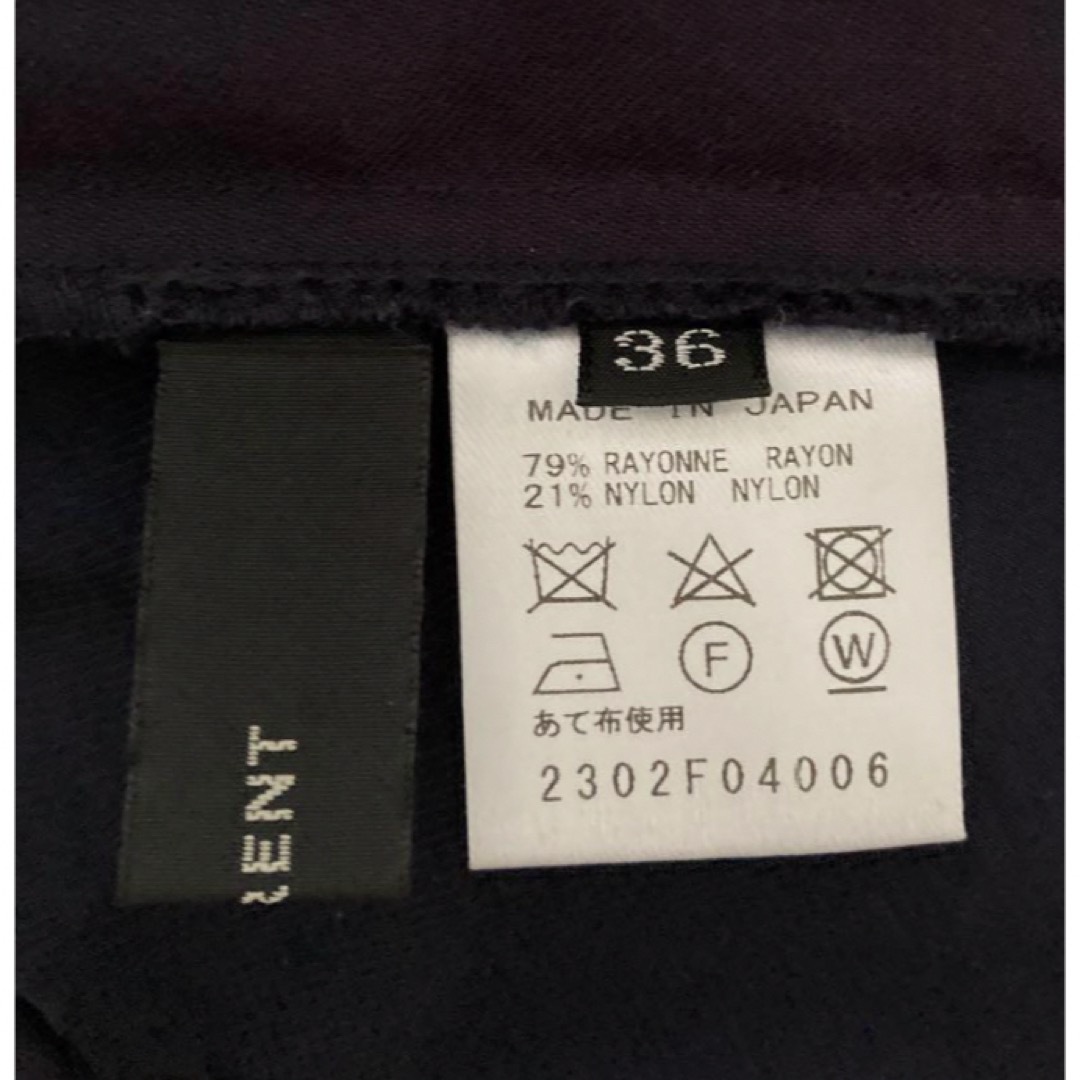 36
MADE IN JAPAN
79% RAYONNE RAYON
21% NYLON NYLON
F W
あて布使用
2302F04006